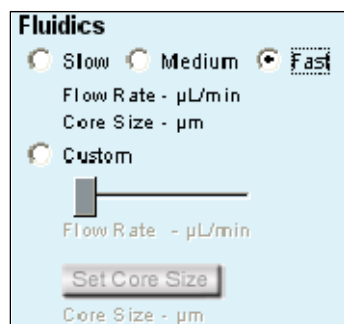 Fluidics
Slow Medium Fast
Flow Rate - µL/min
Core Size - µm
Custom
Flow Rate - µL/min
Set Core Size
Core Size - µm